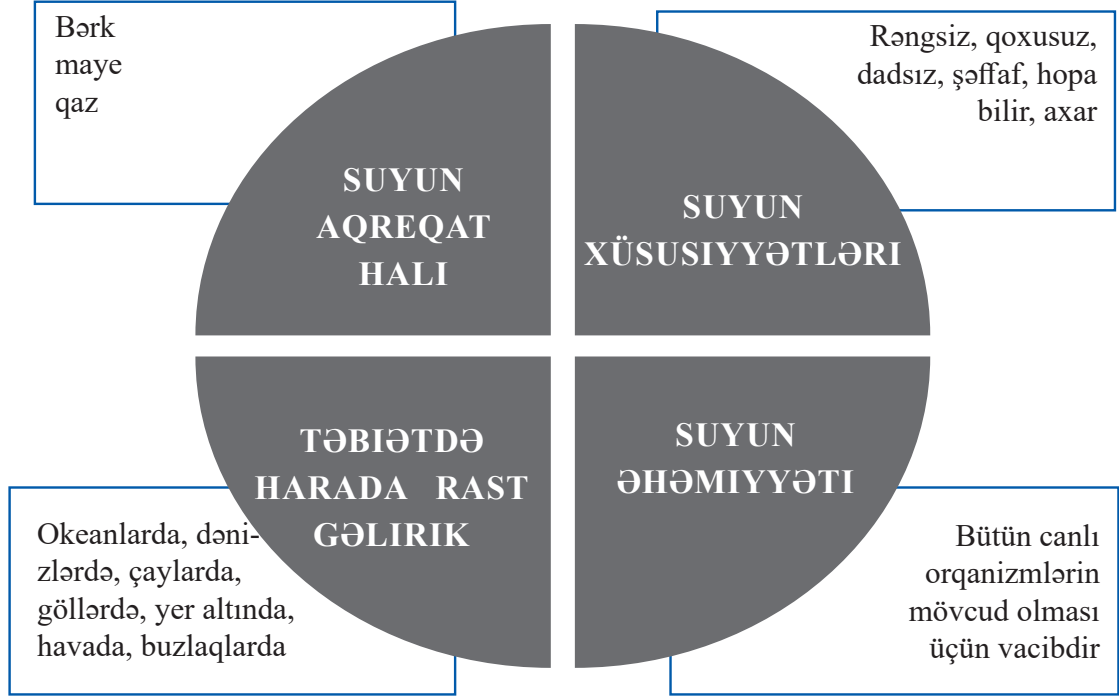 Bərk
maye
qaz
SUYUN
AQREQAT
HALI
Rəngsiz, qoxusuz,
dadsız, şəffaf, hopa
bilir, axar
SUYUN
XÜSUSIYYƏTLƏRI
TƏBIƏTDƏ
HARADA RAST
GƏLIRIK
Okeanlarda, dəni-
zlərdə, çaylarda,
göllərdə, yer altında,
havada, buzlaqlarda
SUYUN
ƏHƏMIYYƏTI
Bütün canlı
orqanizmlərin
mövcud olması
üçün vacibdir